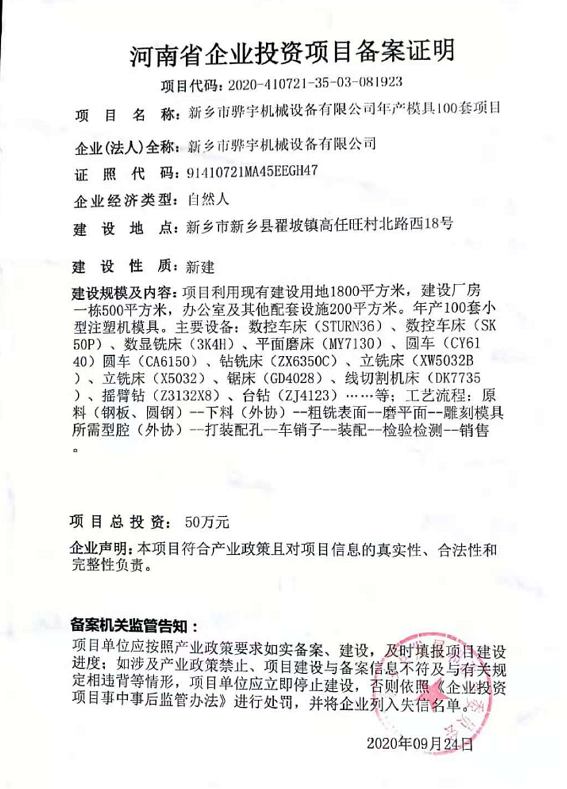 河南省企业投资项目备案证明
项目代码：2020-410721-35-03-081923
项目名称：新乡市骅宇机械设备有限公司年产模具100套项目
企业(法人)全称：新乡市骅宇机械设备有限公司
证照代码：91410721MA45EEGH47
企业经济类型：自然人
建设地点：新乡市新乡县翟坡镇高任旺村北路西18号
建设性质：新建
建设规模及内容：项目利用现有建设用地1800平方米，建设厂房
一栋500平方米，办公室及其他配套设施200平方米。年产100套小
型注塑机模具。主要设备：数控车床（STURN36）、数控车床（SK
50P）、数显铣床（3K4H）、平面磨床（MY7130）、圆车（CY61
40）圆车（CA6150）、钻铣床（ZX6350C）、立铣床（XW5032B
）、立铣床（X5032）、锯床（GD4028）、线切割机床（DK7735
）、摇臂钻（Z3132X8）、台钻（ZJ4123）……等；工艺流程：原
料（钢板、圆钢）--下料（外协）--粗铣表面--磨平面--雕刻模具
所需型腔（外协）--打装配孔--车销子--装配--检验检测--销售
。
项目总投资：50万元
企业声明：本项目符合产业政策且对项目信息的真实性、合法性和
完整性负责。
备案机关监管告知：
项目单位应按照产业政策要求如实备案、建设，及时填报项目建设
进度；如涉及产业政策禁止、项目建设与备案信息不符及与有关规
定相违背等情形，项目单位应立即停止建设，否则依照《企业投资
项目事中事后监管办法》进行处罚，并将企业列入失信名单。
2020年09月24日